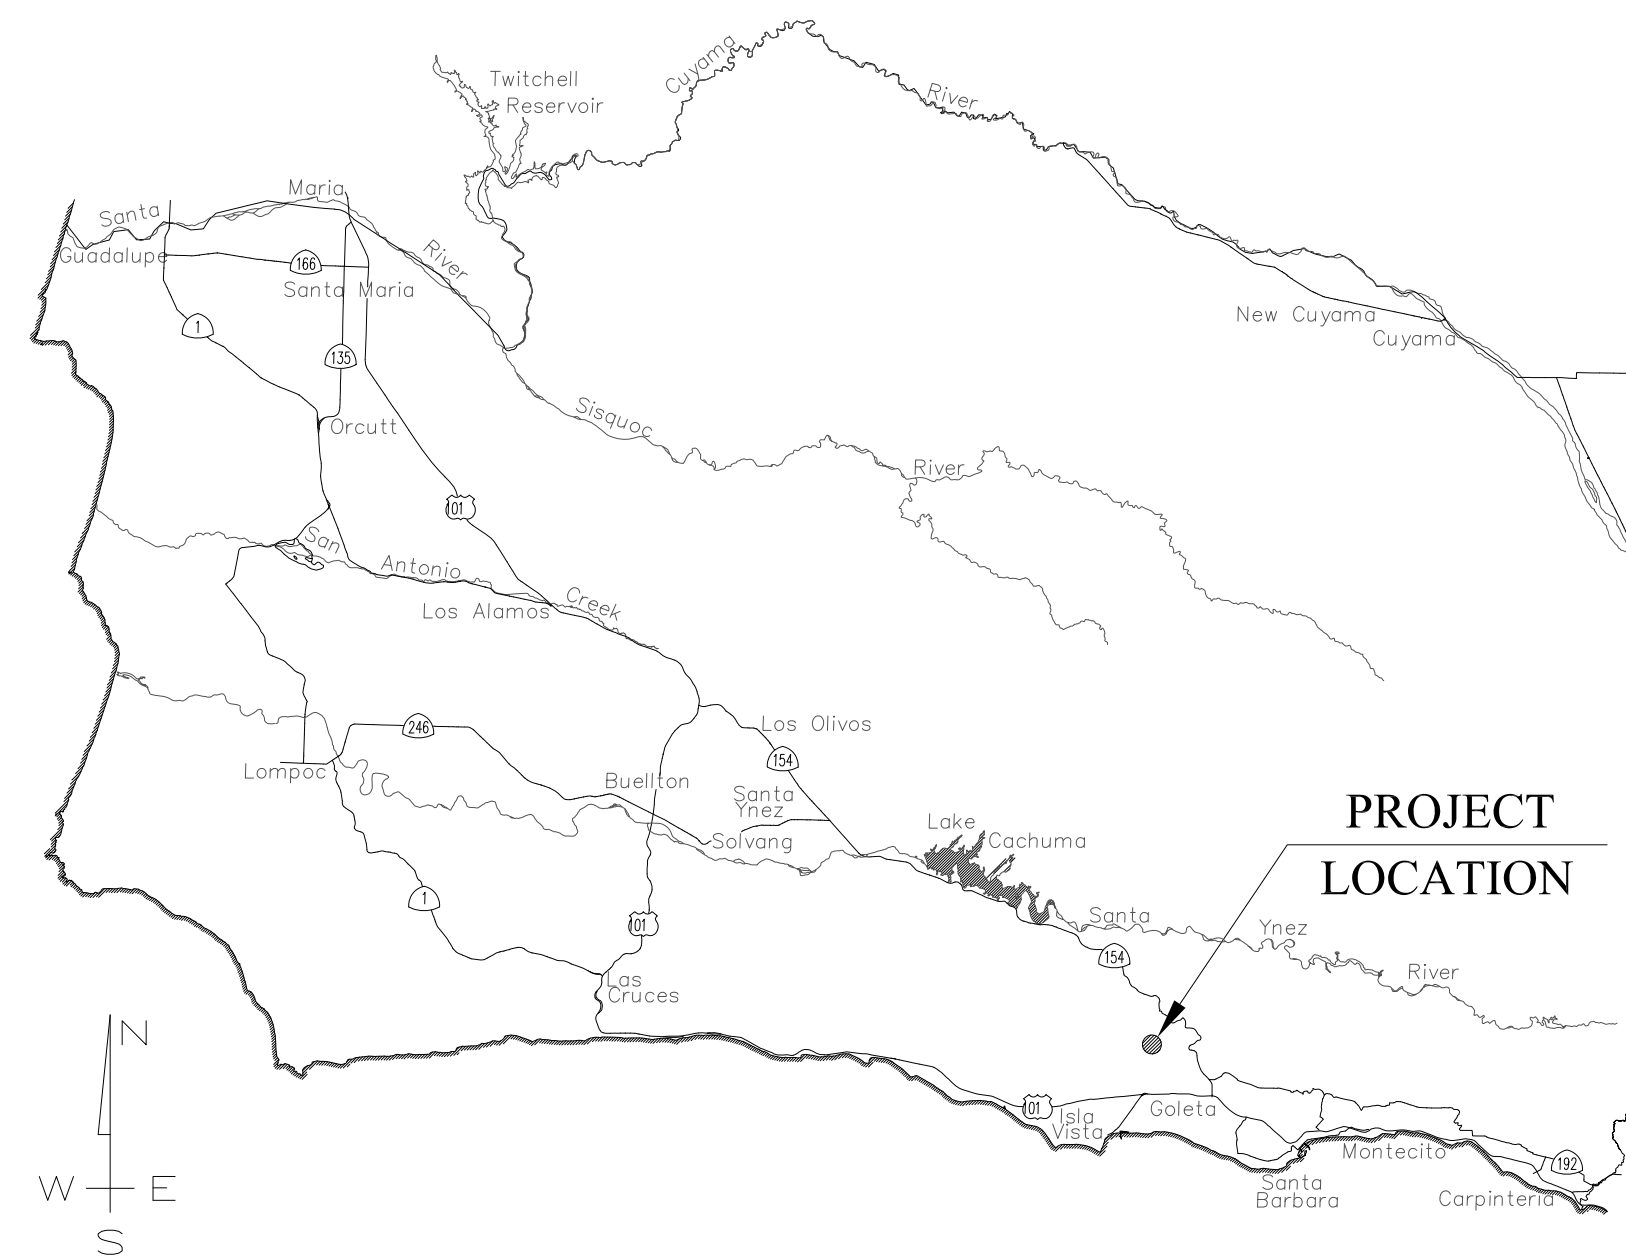 Cuyama
Twitchell
Reservoir
River
Maria
Santa
River
Guadalupe
166
Santa Maria
New Cuyama
1
Cuyama
135
Sisquoc
Orcutt
River
101
San
Antonio
Creek
Los Alamos
246
Los Olivos
154
Lompoc
Buellton
Santa
Ynez
PROJECT
LOCATION
Lake
Cachuma
Solvang
1
101
Santa
Ynez
154
River
Las
Cruces
N
101
Isla
Vista
Goleta
Montecito
192
W
E
Santa
Barbara
Carpinteria
S